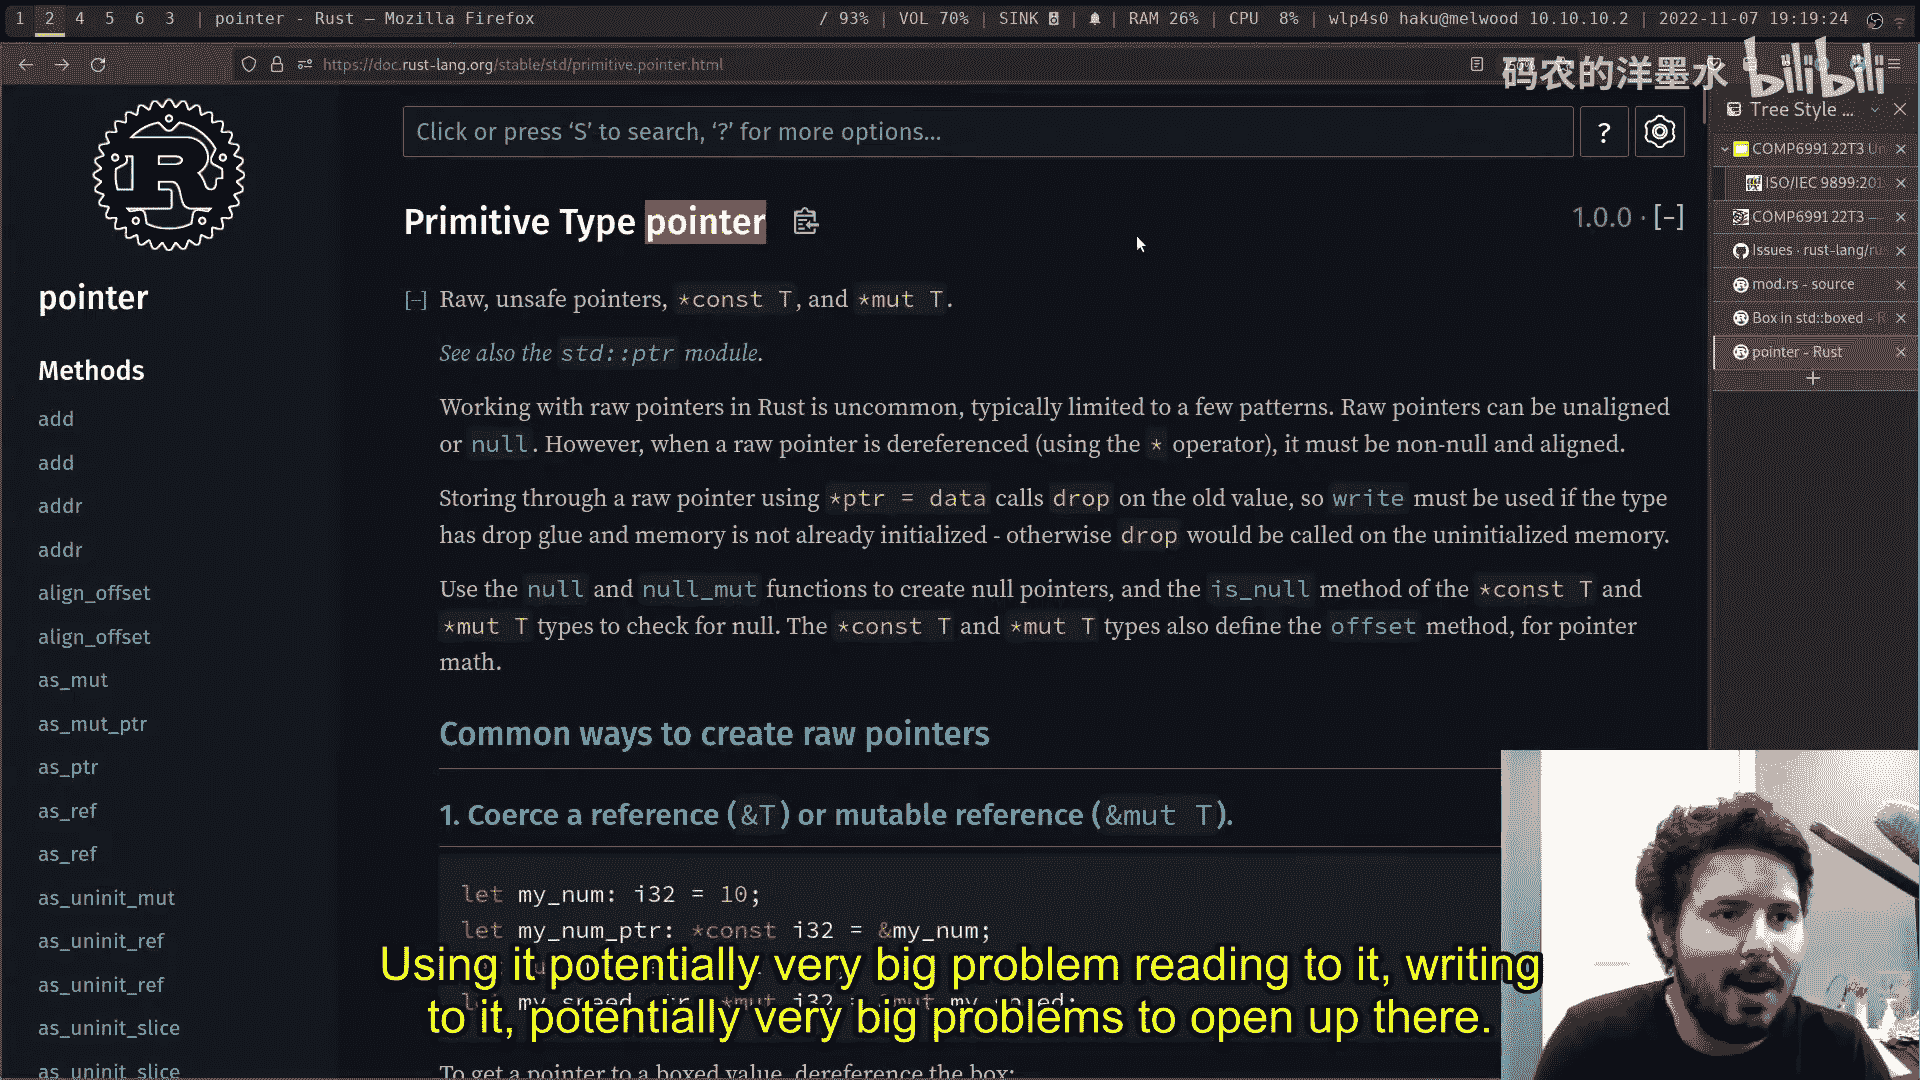 1 2 4 5 6 3 | pointer - Rust — Mozilla Firefox
/ 93% | VOL 70% | SINK | RAM 26% | CPU 8% | wlp4s0 haku@melwood 10.10.10.2 | 2022-11-07 19:19:24
https://doc.rust-lang.org/stable/std/primitive.pointer.html
码农的洋墨水 bilibili
Click or press ‘S’ to search, ‘?’ for more options…
?
Tree Style ...
COMP6991 22T3
ISO/IEC 9899:201
COMP6991 22T3 —
Issues · rust-lang/rus
mod.rs - source
Box in std::boxed - R
pointer - Rust
+
R
pointer
Methods
add
add
addr
addr
align_offset
align_offset
as_mut
as_mut_ptr
as_ptr
as_ref
as_ref
as_uninit_mut
as_uninit_ref
as_uninit_ref
as_uninit_slice
as_uninit_slice
Primitive Type pointer
1.0.0 · [−]
[−] Raw, unsafe pointers, *const T, and *mut T.
See also the std::ptr module.
Working with raw pointers in Rust is uncommon, typically limited to a few patterns. Raw pointers can be unaligned
or null. However, when a raw pointer is dereferenced (using the * operator), it must be non-null and aligned.
Storing through a raw pointer using *ptr = data calls drop on the old value, so write must be used if the type
has drop glue and memory is not already initialized - otherwise drop would be called on the uninitialized memory.
Use the null and null_mut functions to create null pointers, and the is_null method of the *const T and
*mut T types to check for null. The *const T and *mut T types also define the offset method, for pointer
math.
Common ways to create raw pointers
1. Coerce a reference (&T) or mutable reference (&mut T).
let my_num: i32 = 10;
let my_num_ptr: *const i32 = &my_num;
let my_speed_ptr: *mut i32 = &mut my_speed;
To get a pointer to a boxed value, dereference the box:
Using it potentially very big problem reading to it, writing
to it, potentially very big problems to open up there.